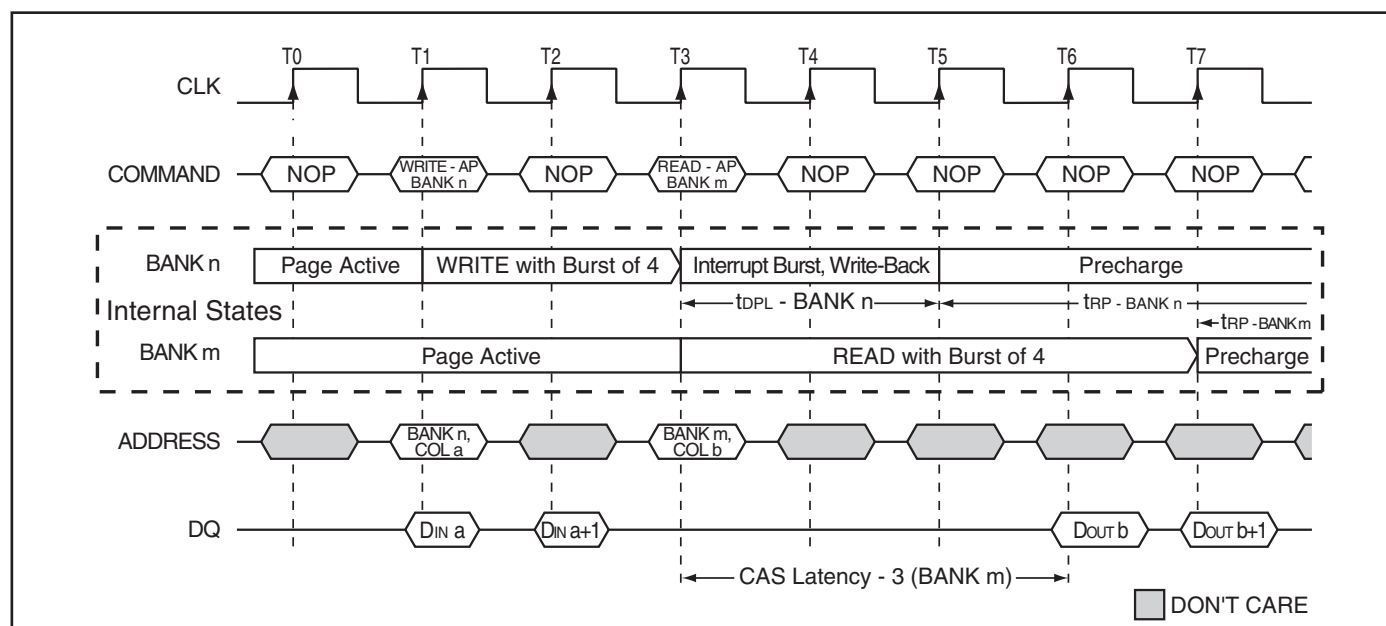 T0 T1 T2 T3 T4 T5 T6 T7
CLK
COMMAND NOP WRITE - AP BANK n NOP READ - AP BANK m NOP NOP NOP NOP
BANK n Page Active WRITE with Burst of 4 Interrupt Burst, Write-Back Precharge
Internal States tDPL - BANK n tRP - BANK n
tRP - BANK m
BANK m Page Active READ with Burst of 4 Precharge
ADDRESS BANK n, COL a BANK m, COL b
DQ DIN a DIN a+1 DOUT b DOUT b+1
CAS Latency - 3 (BANK m)
DON'T CARE